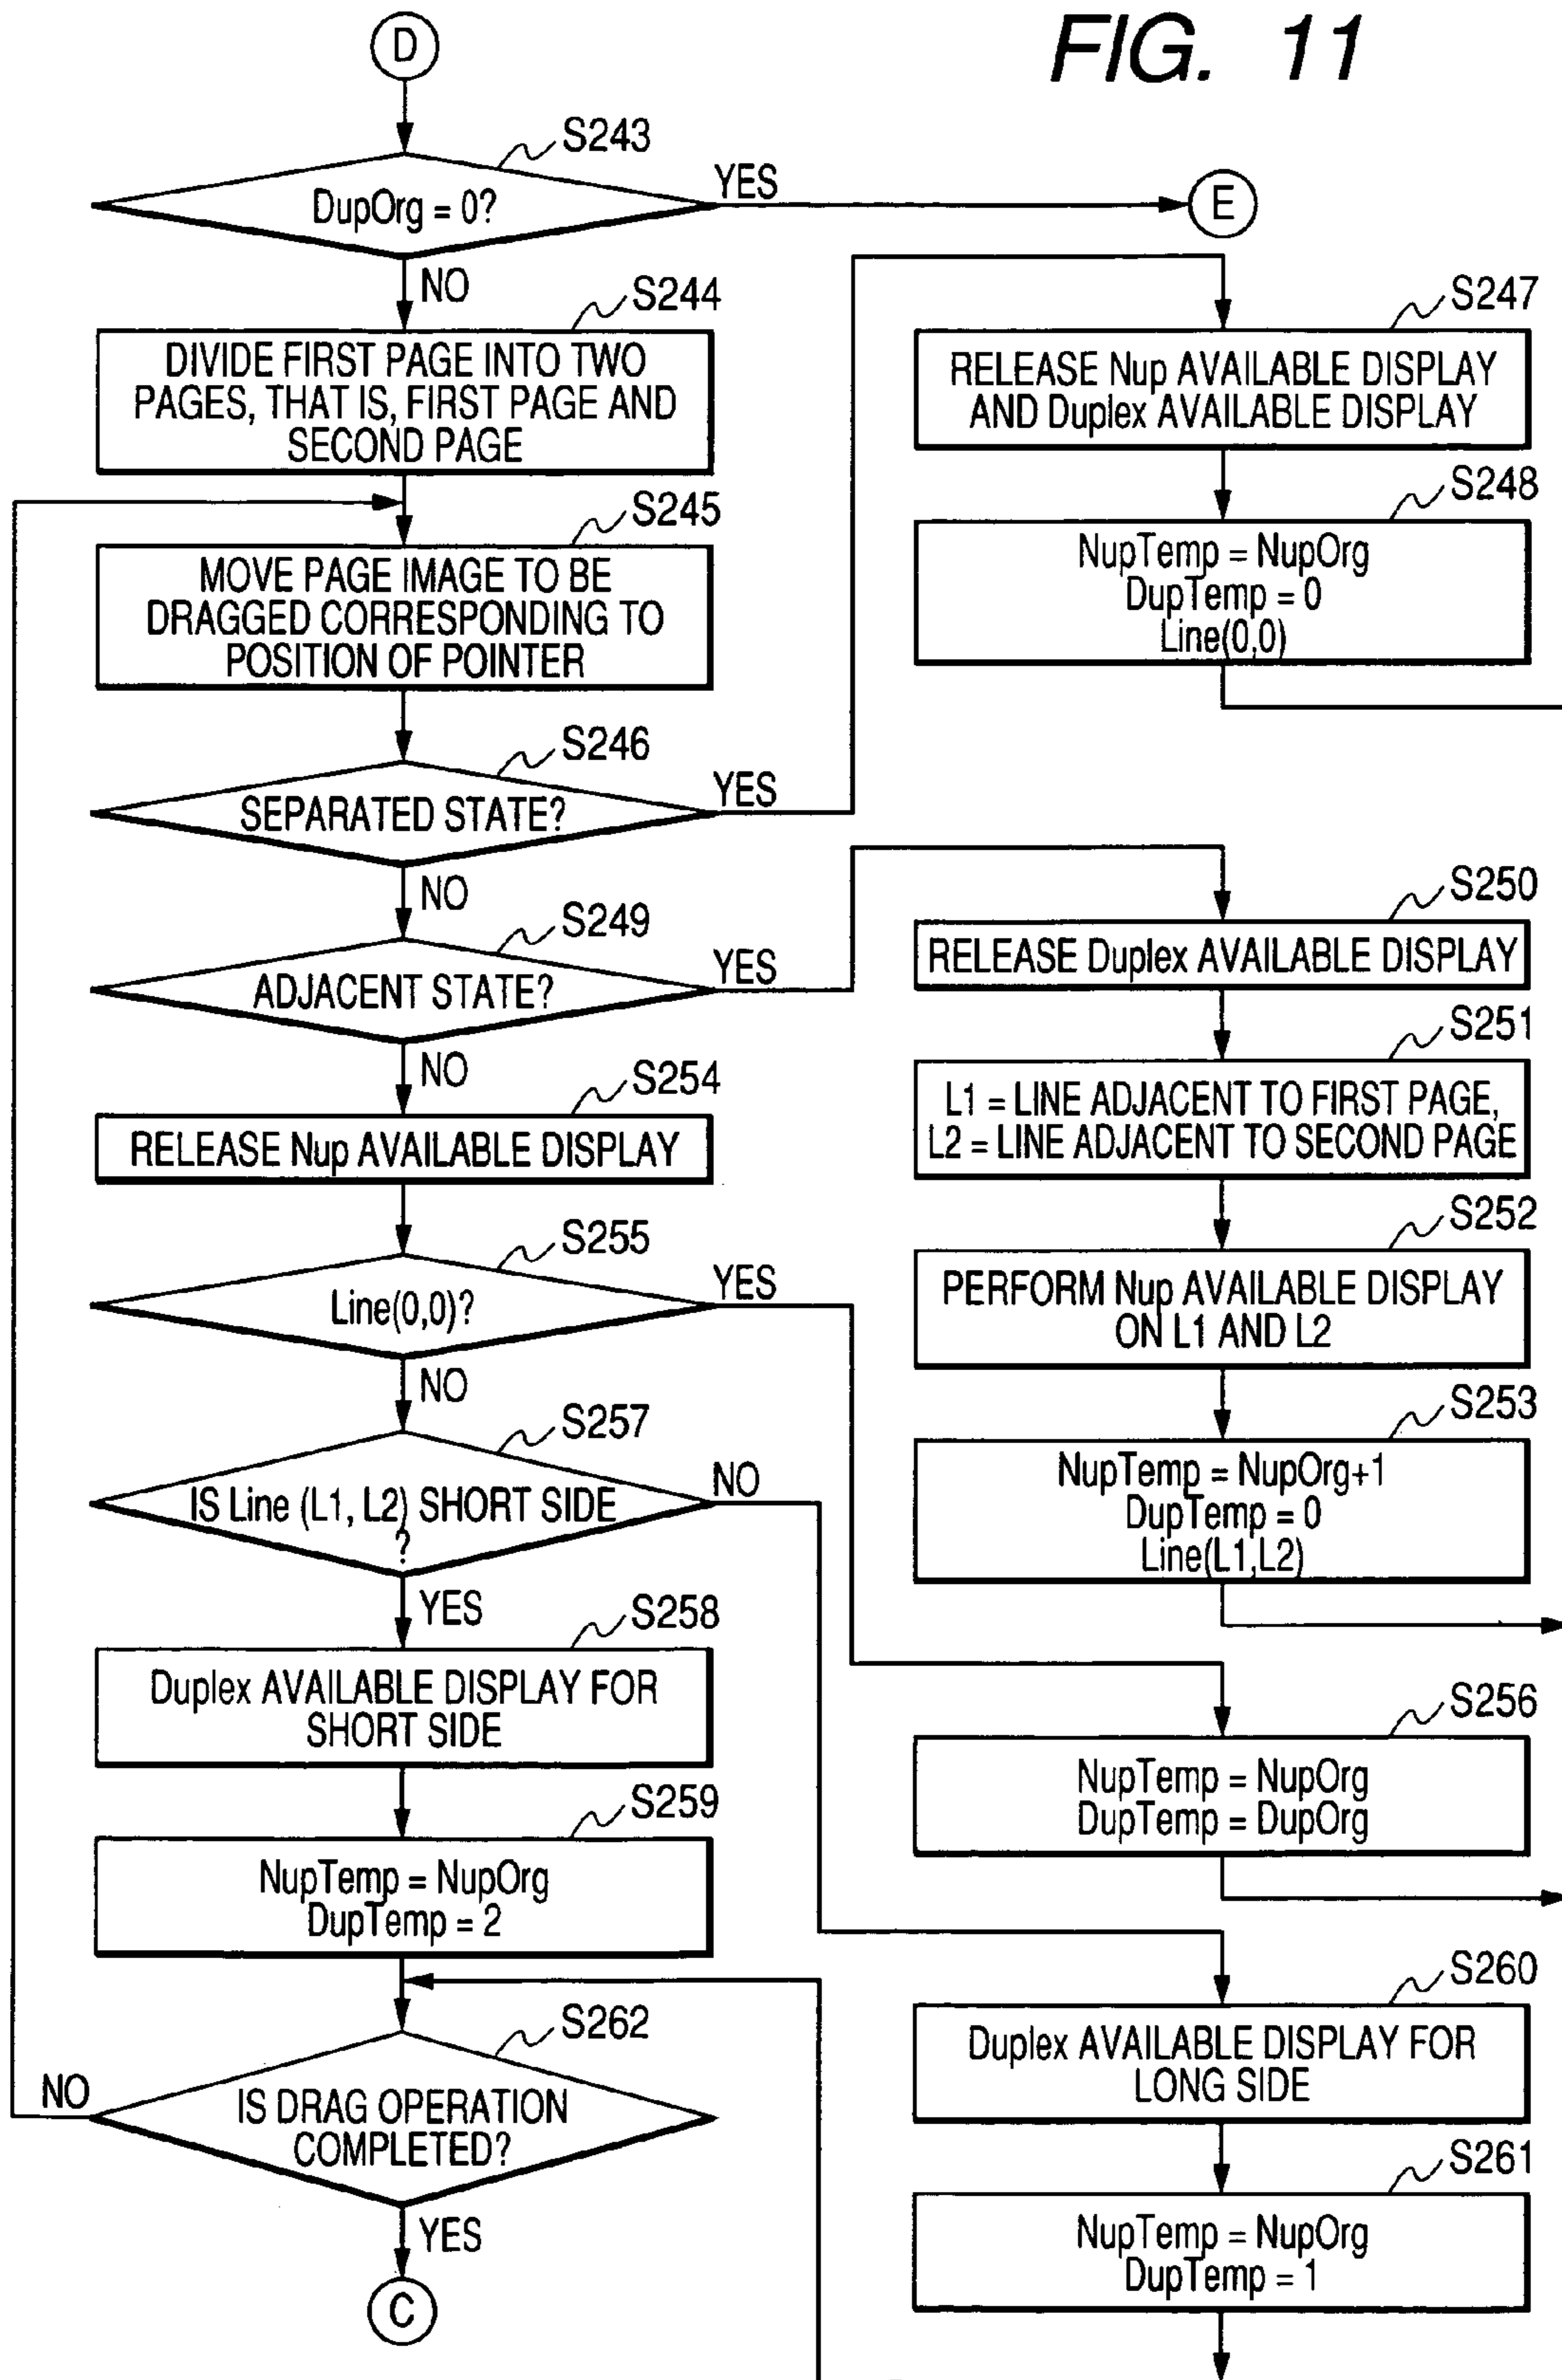 FIG. 11
D
S243
DupOrg = 0?
YES
E
NO
S244
DIVIDE FIRST PAGE INTO TWO
PAGES, THAT IS, FIRST PAGE AND
SECOND PAGE
S245
MOVE PAGE IMAGE TO BE
DRAGGED CORRESPONDING TO
POSITION OF POINTER
S246
SEPARATED STATE?
YES
NO
S247
RELEASE Nup AVAILABLE DISPLAY
AND Duplex AVAILABLE DISPLAY
S248
NupTemp = NupOrg
DupTemp = 0
Line(0,0)
S249
ADJACENT STATE?
YES
NO
S250
RELEASE Duplex AVAILABLE DISPLAY
S251
L1 = LINE ADJACENT TO FIRST PAGE,
L2 = LINE ADJACENT TO SECOND PAGE
S252
PERFORM Nup AVAILABLE DISPLAY
ON L1 AND L2
S253
NupTemp = NupOrg+1
DupTemp = 0
Line(L1,L2)
S254
RELEASE Nup AVAILABLE DISPLAY
S255
Line(0,0)?
YES
NO
S256
NupTemp = NupOrg
DupTemp = DupOrg
S257
IS Line (L1, L2) SHORT SIDE
?
NO
YES
S258
Duplex AVAILABLE DISPLAY FOR
SHORT SIDE
S259
NupTemp = NupOrg
DupTemp = 2
S260
Duplex AVAILABLE DISPLAY FOR
LONG SIDE
S261
NupTemp = NupOrg
DupTemp = 1
S262
IS DRAG OPERATION
COMPLETED?
NO
YES
C